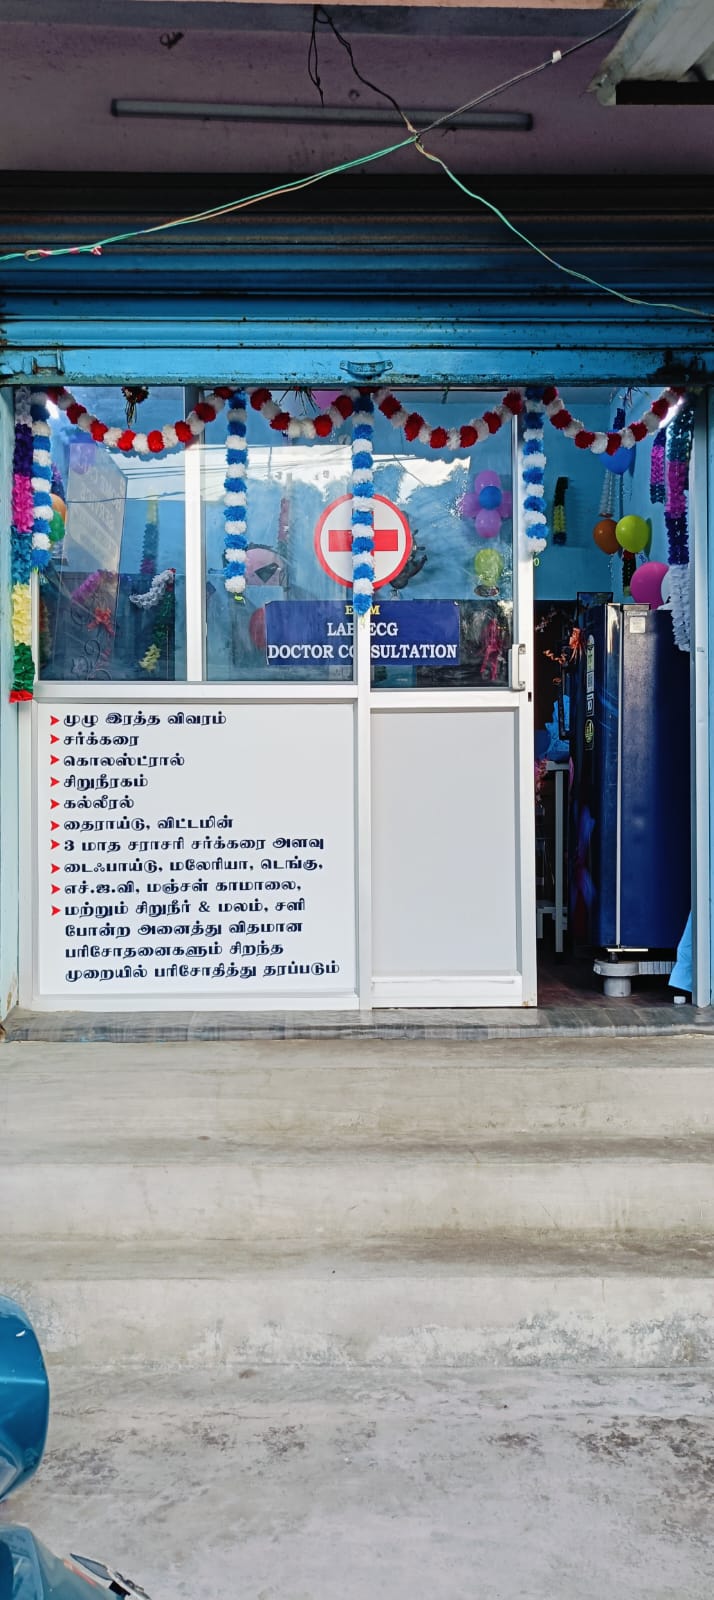 LAB ECG
DOCTOR CONSULTATION
முழு இரத்த விவரம்
சர்க்கரை
கொலஸ்ட்ரால்
சிறுநீரகம்
கல்லீரல்
தைராய்டு, விட்டமின்
3 மாத சராசரி சர்க்கரை அளவு
டைஃபாய்டு, மலேரியா, டெங்கு,
எச்.ஐ.வி, மஞ்சள் காமாலை,
மற்றும் சிறுநீர் & மலம், சளி
போன்ற அனைத்து விதமான
பரிசோதனைகளும் சிறந்த
முறையில் பரிசோதித்து தரப்படும்